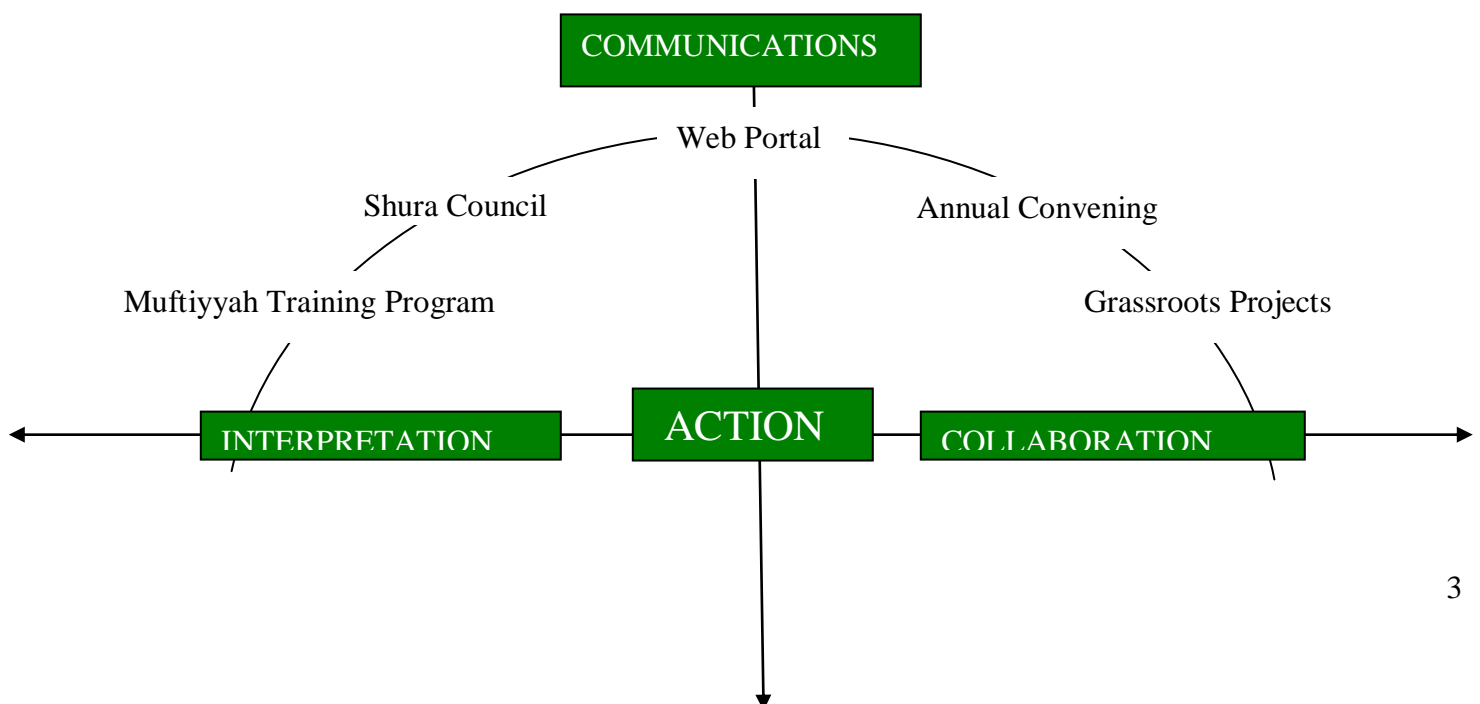 COMMUNICATIONS
Web Portal
Shura Council
Annual Convening
Muftiyyah Training Program
Grassroots Projects
INTERPRETATION
ACTION
COLLABORATION
3